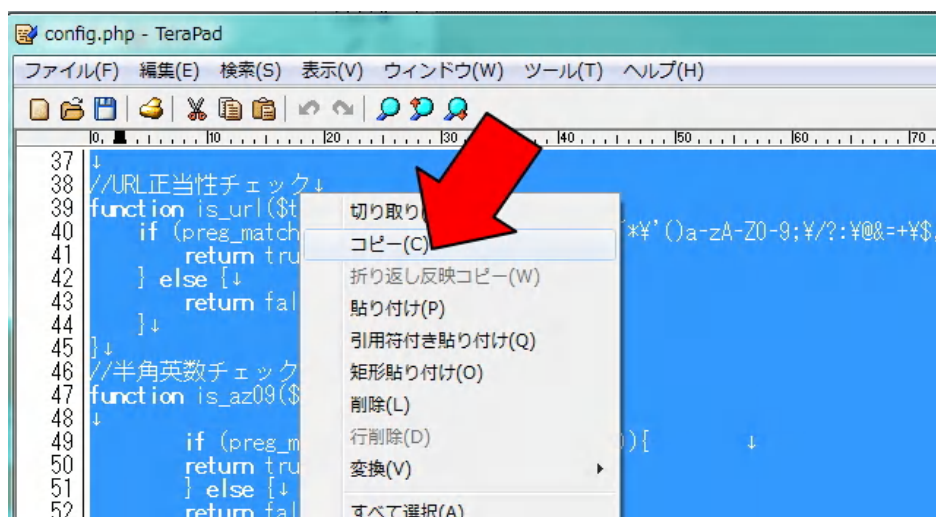 config.php - TeraPad
ファイル(F) 編集(E) 検索(S) 表示(V) ウィンドウ(W) ツール(T) ヘルプ(H)
0 10 20 30 40 50 60 70
37 ↓
38 //URL正当性チェック↓
39 function is_url($t
40 if (preg_match *¥'()a-zA-Z0-9;¥/?:¥@&=+¥$,
41 return tru
42 } else {↓
43 return fal
44 }↓
45 }↓
46 //半角英数チェック
47 function is_az09($
48 ↓
49 if (preg_m )){ ↓
50 return tru
51 } else {↓
52 return fal
切り取り(
コピー(C)
折り返し反映コピー(W)
貼り付け(P)
引用符付き貼り付け(Q)
矩形貼り付け(O)
削除(L)
行削除(D)
変換(V)
すべて選択(A)